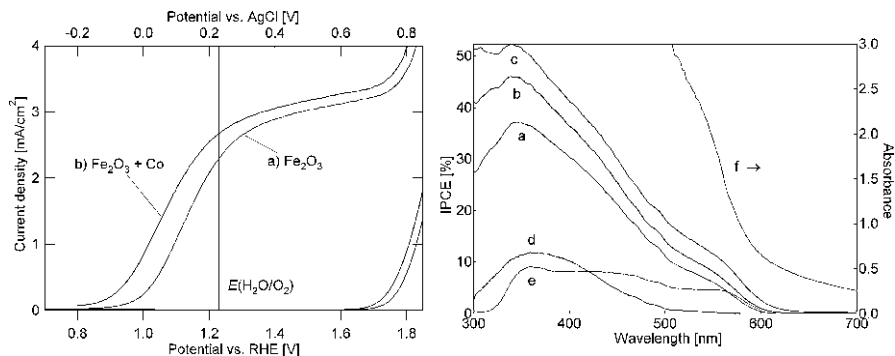 Potential vs. AgCl [V]
-0.2 0.0 0.2 0.4 0.6 0.8
4
3
2
1
0
Current density [mA/cm²]
b) Fe₂O₃ + Co
a) Fe₂O₃
E(H₂O/O₂)
0.8 1.0 1.2 1.4 1.6 1.8
Potential vs. RHE [V]
50
40
30
20
10
0
IPCE [%]
c
b
a
d
e
f →
3.0
2.5
2.0
1.5
1.0
0.5
0.0
Absorbance
300 400 500 600 700
Wavelength [nm]